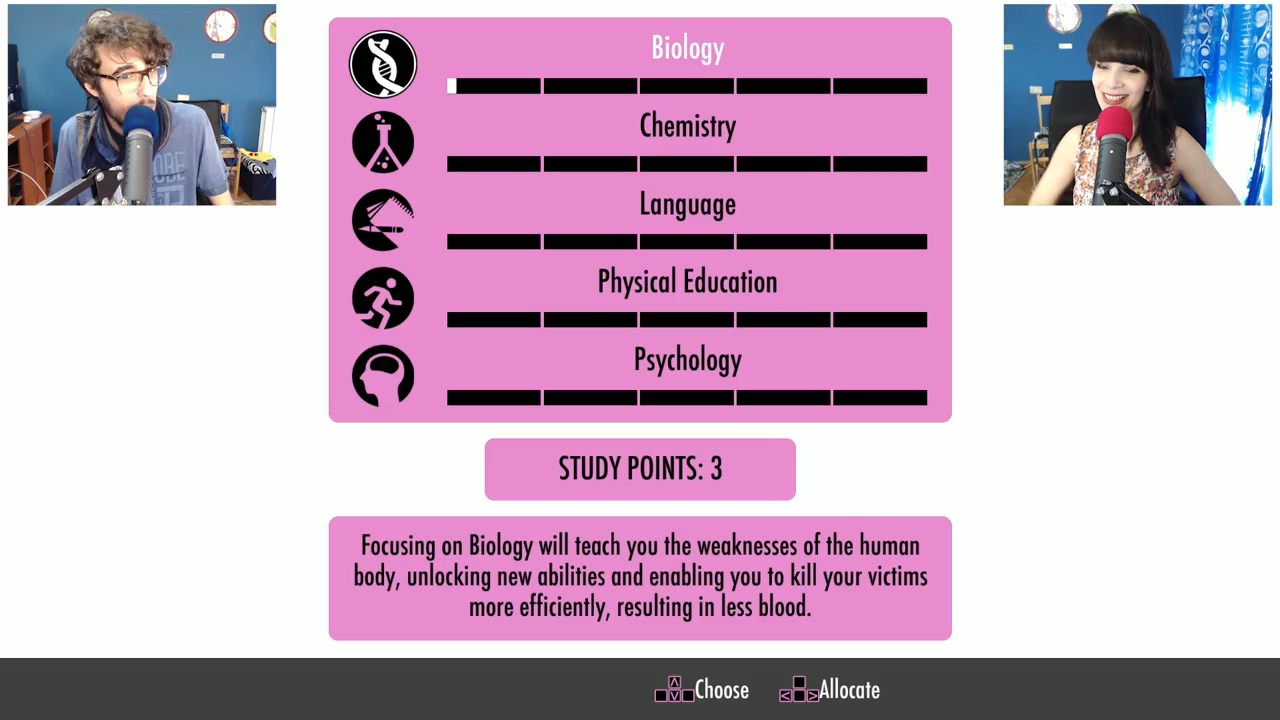 Biology
Chemistry
Language
Physical Education
Psychology
STUDY POINTS: 3
Focusing on Biology will teach you the weaknesses of the human
body, unlocking new abilities and enabling you to kill your victims
more efficiently, resulting in less blood.
Choose
Allocate